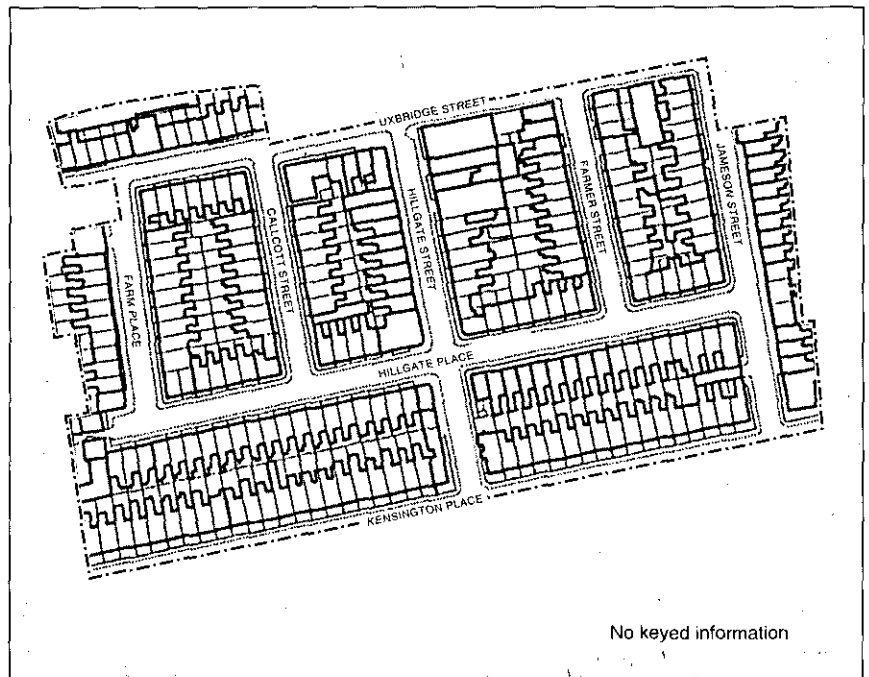 UXBRIDGE STREET
CALLCOTT STREET
HILLGATE STREET
FARMER STREET
JAMESON STREET
FARM PLACE
HILLGATE PLACE
KENSINGTON PLACE
No keyed information